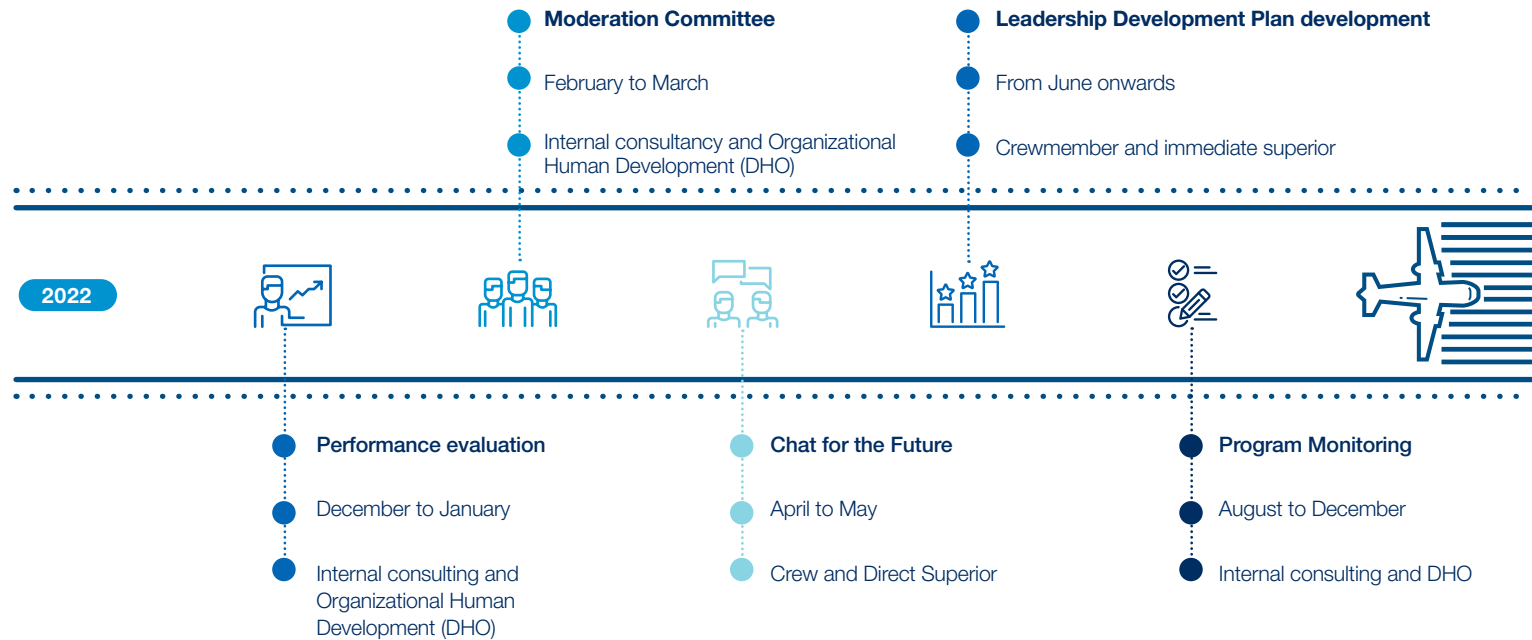 Moderation Committee
February to March
Internal consultancy and Organizational
Human Development (DHO)
Leadership Development Plan development
From June onwards
Crewmember and immediate superior
2022
Performance evaluation
December to January
Internal consulting and
Organizational Human
Development (DHO)
Chat for the Future
April to May
Crew and Direct Superior
Program Monitoring
August to December
Internal consulting and DHO